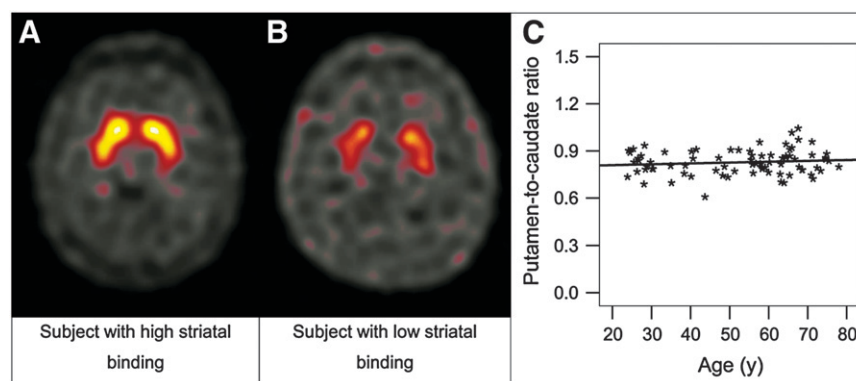 A
B
C
Subject with high striatal
binding
Subject with low striatal
binding
Putamen-to-caudate ratio
1.5
1.2
0.9
0.6
0.3
0.0
20 30 40 50 60 70 80
Age (y)